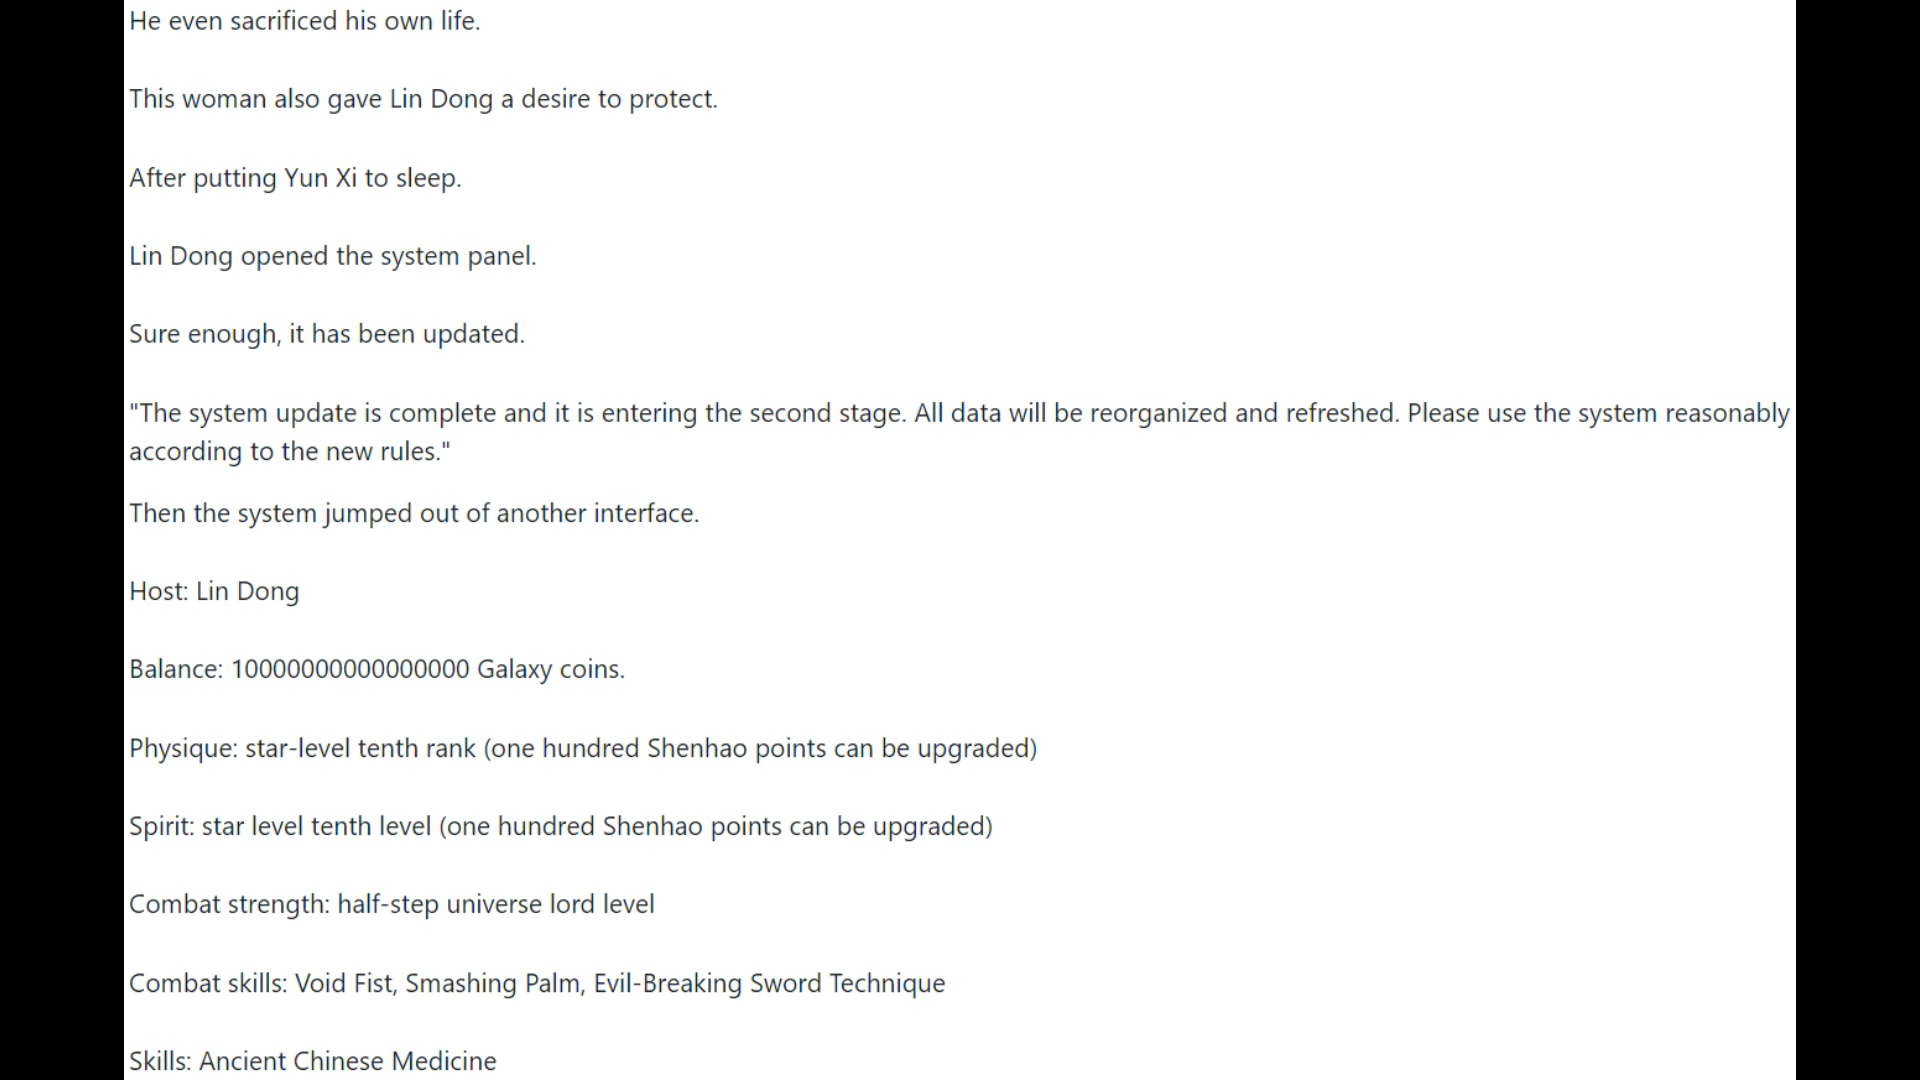 He even sacrificed his own life.
This woman also gave Lin Dong a desire to protect.
After putting Yun Xi to sleep.
Lin Dong opened the system panel.
Sure enough, it has been updated.
"The system update is complete and it is entering the second stage. All data will be reorganized and refreshed. Please use the system reasonably
according to the new rules."
Then the system jumped out of another interface.
Host: Lin Dong
Balance: 10000000000000000 Galaxy coins.
Physique: star-level tenth rank (one hundred Shenhao points can be upgraded)
Spirit: star level tenth level (one hundred Shenhao points can be upgraded)
Combat strength: half-step universe lord level
Combat skills: Void Fist, Smashing Palm, Evil-Breaking Sword Technique
Skills: Ancient Chinese Medicine